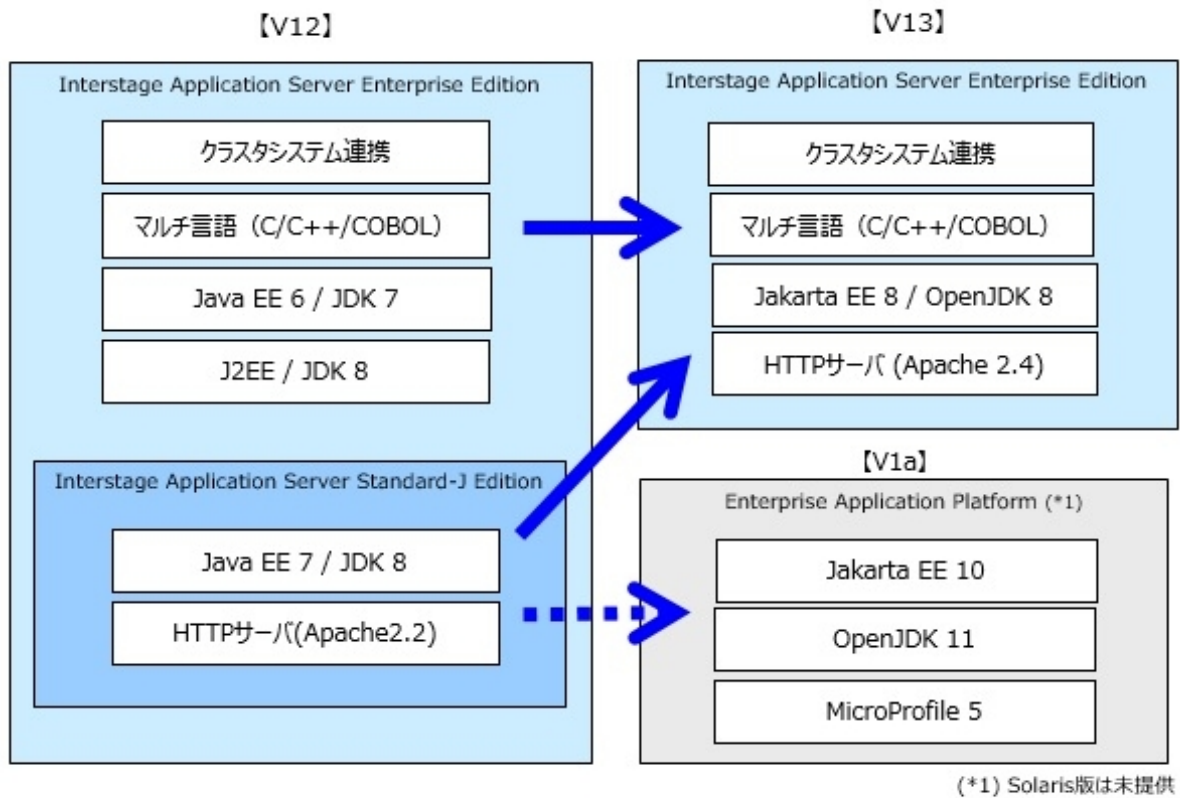 【V12】
Interstage Application Server Enterprise Edition
クラスタシステム連携
マルチ言語（C/C++/COBOL）
Java EE 6 / JDK 7
J2EE / JDK 8
Interstage Application Server Standard-J Edition
Java EE 7 / JDK 8
HTTPサーバ(Apache2.2)
【V13】
Interstage Application Server Enterprise Edition
クラスタシステム連携
マルチ言語（C/C++/COBOL）
Jakarta EE 8 / OpenJDK 8
HTTPサーバ (Apache 2.4)
【V1a】
Enterprise Application Platform (*1)
Jakarta EE 10
OpenJDK 11
MicroProfile 5
(*1) Solaris版は未提供